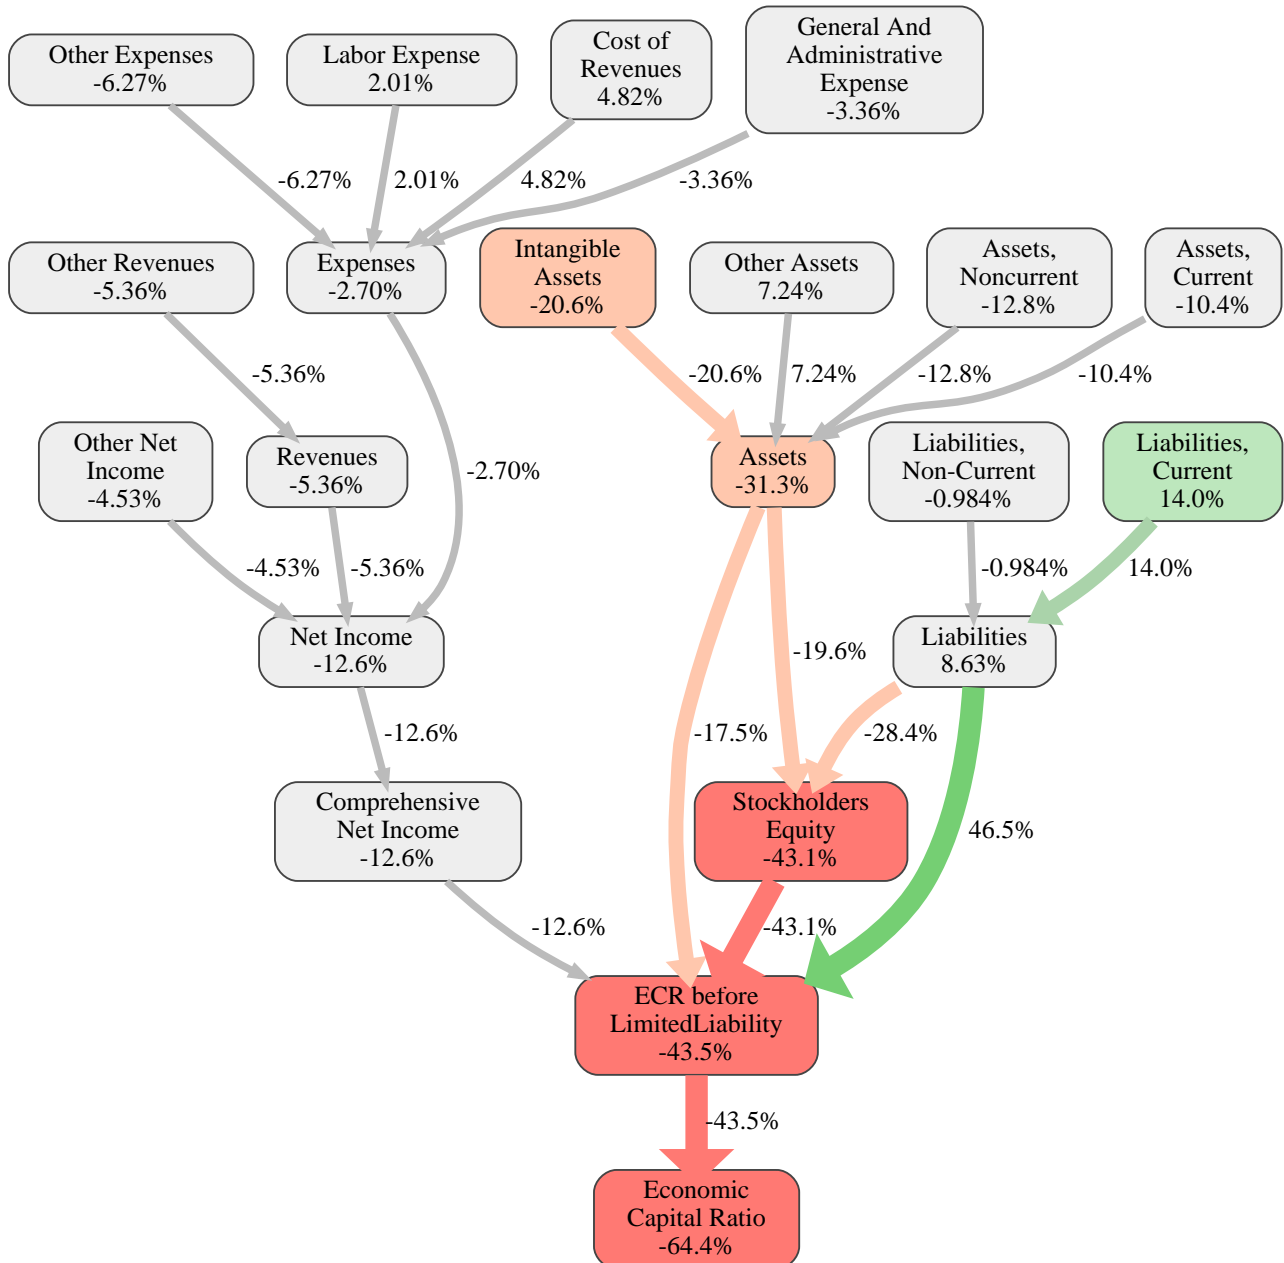 Other Expenses
-6.27%
Labor Expense
2.01%
Cost of
Revenues
4.82%
General And
Administrative
Expense
-3.36%
-6.27%
2.01%
4.82%
-3.36%
Other Revenues
-5.36%
Expenses
-2.70%
Intangible
Assets
-20.6%
Other Assets
7.24%
Assets,
Noncurrent
-12.8%
Assets,
Current
-10.4%
-5.36%
-20.6%
7.24%
-12.8%
-10.4%
Other Net
Income
-4.53%
Revenues
-5.36%
-2.70%
Assets
-31.3%
Liabilities,
Non-Current
-0.984%
Liabilities,
Current
14.0%
-4.53%
-5.36%
-0.984%
14.0%
Net Income
-12.6%
-19.6%
Liabilities
8.63%
-12.6%
-17.5%
-28.4%
Comprehensive
Net Income
-12.6%
Stockholders
Equity
-43.1%
46.5%
-12.6%
-43.1%
ECR before
LimitedLiability
-43.5%
-43.5%
Economic
Capital Ratio
-64.4%